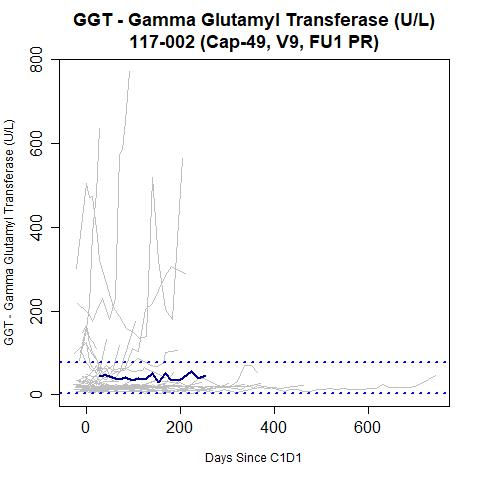 GGT - Gamma Glutamyl Transferase (U/L)
117-002 (Cap-49, V9, FU1 PR)
GGT - Gamma Glutamyl Transferase (U/L)
800
600
400
200
0
0 200 400 600
Days Since C1D1